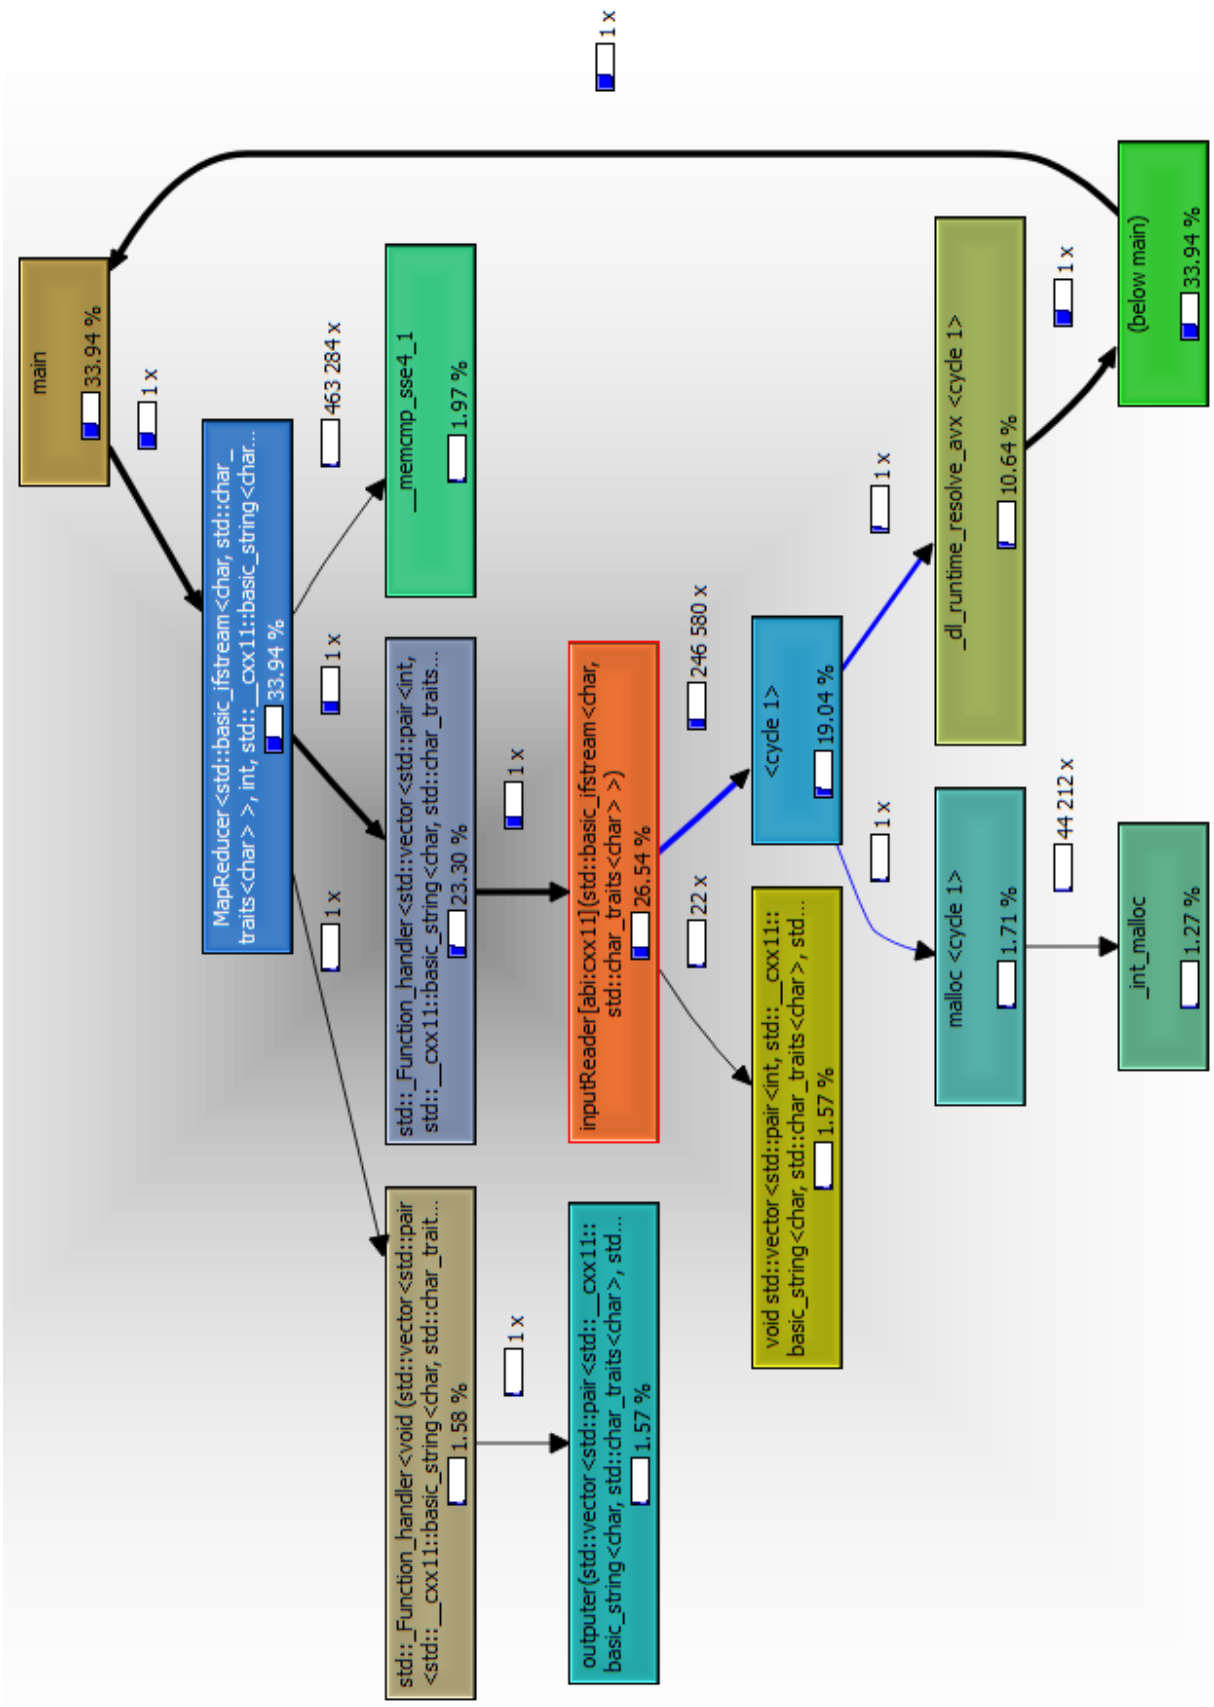 1 x
main
33.94 %
1 x
MapReducer<std::basic_ifstream<char, std::char_
traits<char> >, int, std::__cxx11::basic_string<char...
33.94 %
1 x
1 x
463 284 x
std::_Function_handler<void (std::vector<std::pair
<std::__cxx11::basic_string<char, std::char_trait...
1.58 %
std::_Function_handler<std::vector<std::pair<int,
std::__cxx11::basic_string<char, std::char_traits...
23.30 %
__memcmp_sse4_1
1.97 %
1 x
1 x
outputer(std::vector<std::pair<std::__cxx11::
basic_string<char, std::char_traits<char>, std...
1.57 %
inputReader[abi:cxx11](std::basic_ifstream<char,
std::char_traits<char> >)
26.54 %
22 x
246 580 x
void std::vector<std::pair<int, std::__cxx11::
basic_string<char, std::char_traits<char>, std...
1.57 %
<cycle 1>
19.04 %
1 x
1 x
malloc <cycle 1>
1.71 %
_dl_runtime_resolve_avx <cycle 1>
10.64 %
44 212 x
1 x
_int_malloc
1.27 %
(below main)
33.94 %